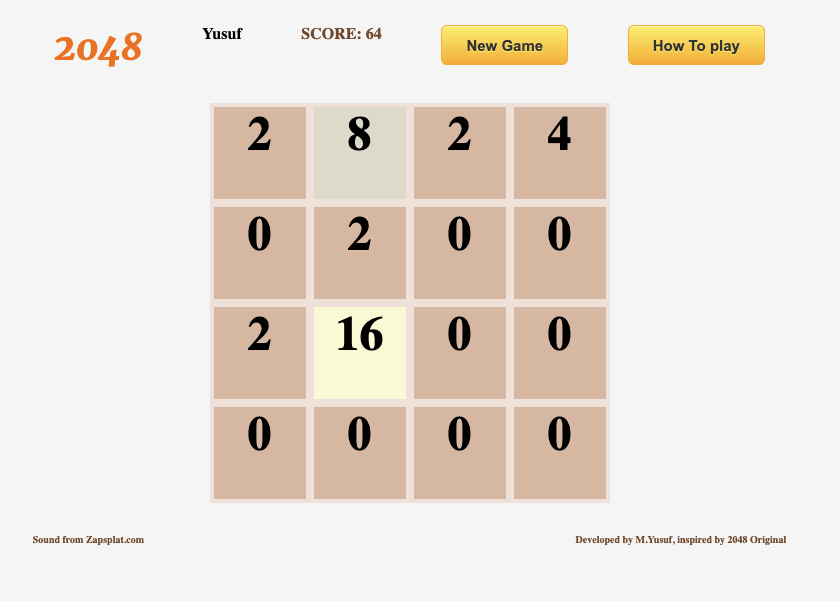 2048
Yusuf
SCORE: 64
New Game
How To play
2 8 2 4
0 2 0 0
2 16 0 0
0 0 0 0
Sound from Zapsplat.com
Developed by M.Yusuf, inspired by 2048 Original